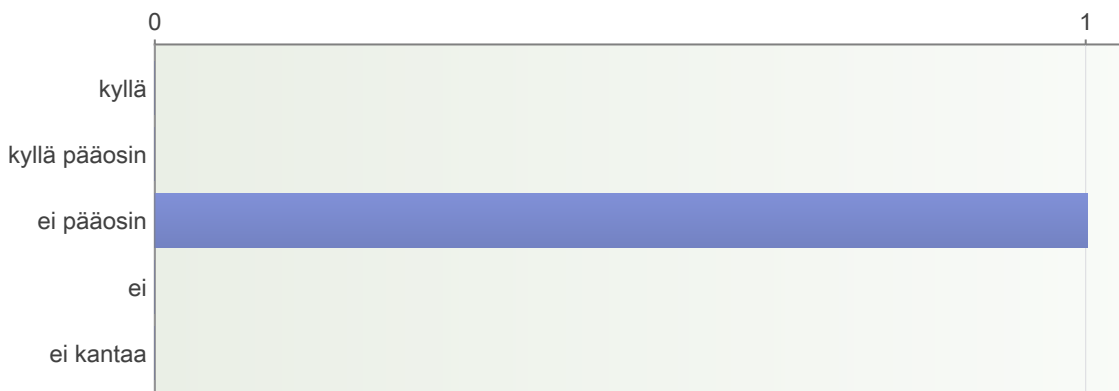 0 1
kyllä
kyllä pääosin
ei pääosin
ei
ei kantaa